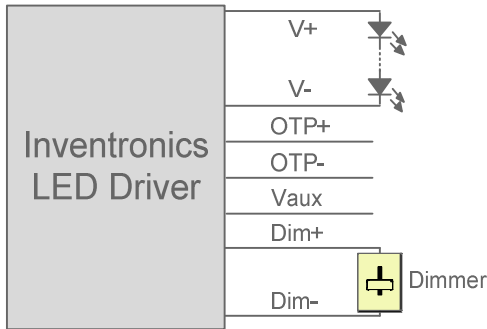 Inventronics
LED Driver
V+
V-
OTP+
OTP-
Vaux
Dim+
Dim-
Dimmer